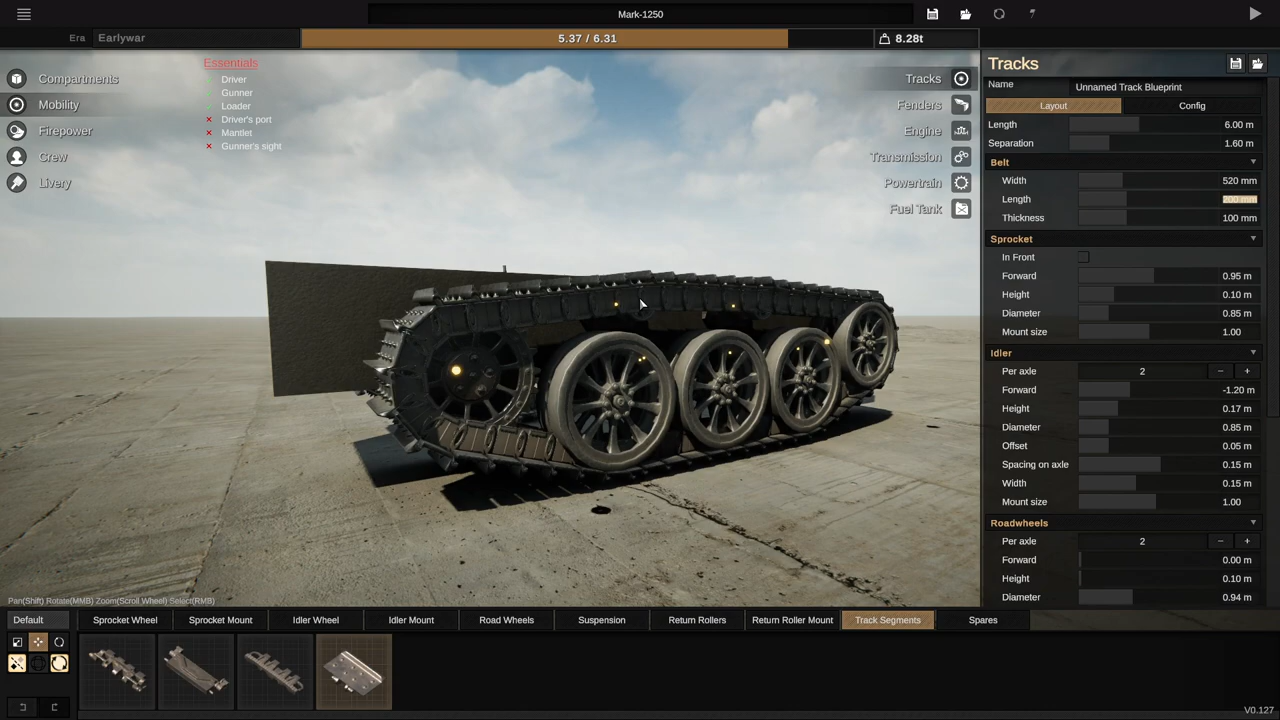 Mark-1250
Era
Earlywar
5.37 / 6.31
8.28t
Compartments
Mobility
Firepower
Crew
Livery
Essentials
Driver
Gunner
Loader
Driver's port
Mantlet
Gunner's sight
Tracks
Fenders
Engine
Transmission
Powertrain
Fuel Tank
Tracks
Name Unnamed Track Blueprint
Layout Config
Length 6.00 m
Separation 1.60 m
Belt
Width 520 mm
Length 200 mm
Thickness 100 mm
Sprocket
In Front
Forward 0.95 m
Height 0.10 m
Diameter 0.85 m
Mount size 1.00
Idler
Per axle 2
Forward -1.20 m
Height 0.17 m
Diameter 0.85 m
Offset 0.05 m
Spacing on axle 0.15 m
Width 0.15 m
Mount size 1.00
Roadwheels
Per axle 2
Forward 0.00 m
Height 0.10 m
Diameter 0.94 m
Pan(Shift) Rotate(MMB) Zoom(Scroll Wheel) Select(RMB)
Default
Sprocket Wheel Sprocket Mount Idler Wheel Idler Mount Road Wheels Suspension Return Rollers Return Roller Mount Track Segments Spares
V0.127